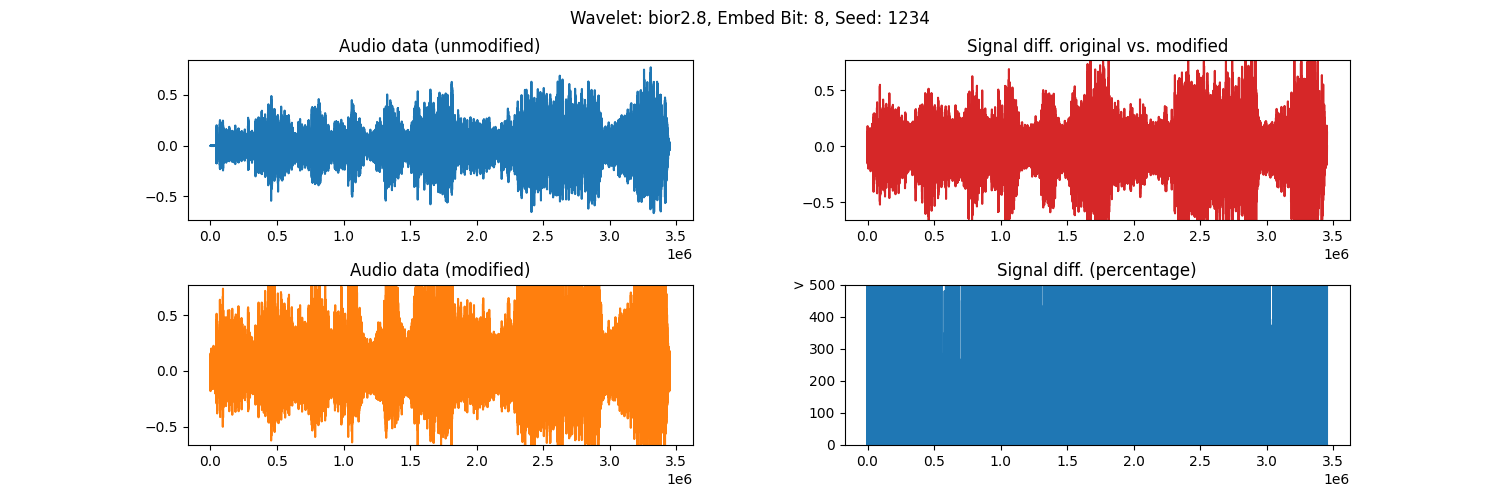 Wavelet: bior2.8, Embed Bit: 8, Seed: 1234
Audio data (unmodified)
0.5
0.0
−0.5
0.0 0.5 1.0 1.5 2.0 2.5 3.0 3.5
1e6
Signal diff. original vs. modified
0.5
0.0
−0.5
0.0 0.5 1.0 1.5 2.0 2.5 3.0 3.5
1e6
Audio data (modified)
0.5
0.0
−0.5
0.0 0.5 1.0 1.5 2.0 2.5 3.0 3.5
1e6
Signal diff. (percentage)
> 500
400
300
200
100
0
0.0 0.5 1.0 1.5 2.0 2.5 3.0 3.5
1e6